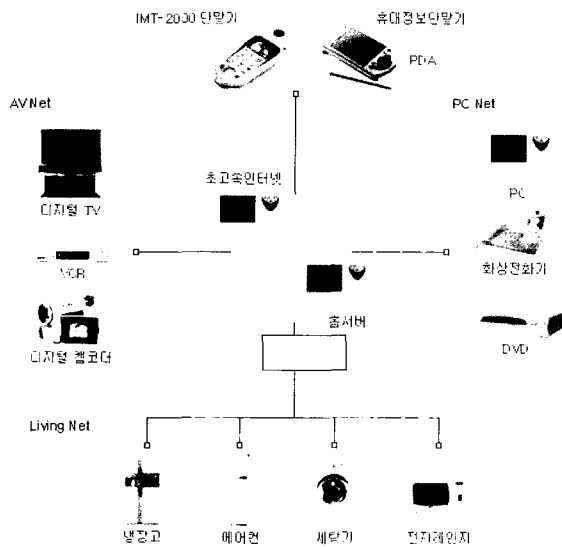 IMT-2000 단말기
휴대정보단말기
PDA
AV Net
PC Net
디지털 TV
초고속인터넷
PC
VCR
화상전화기
디지털 캠코더
홈서버
DVD
Living Net
냉장고
에어컨
세탁기
전자레인지